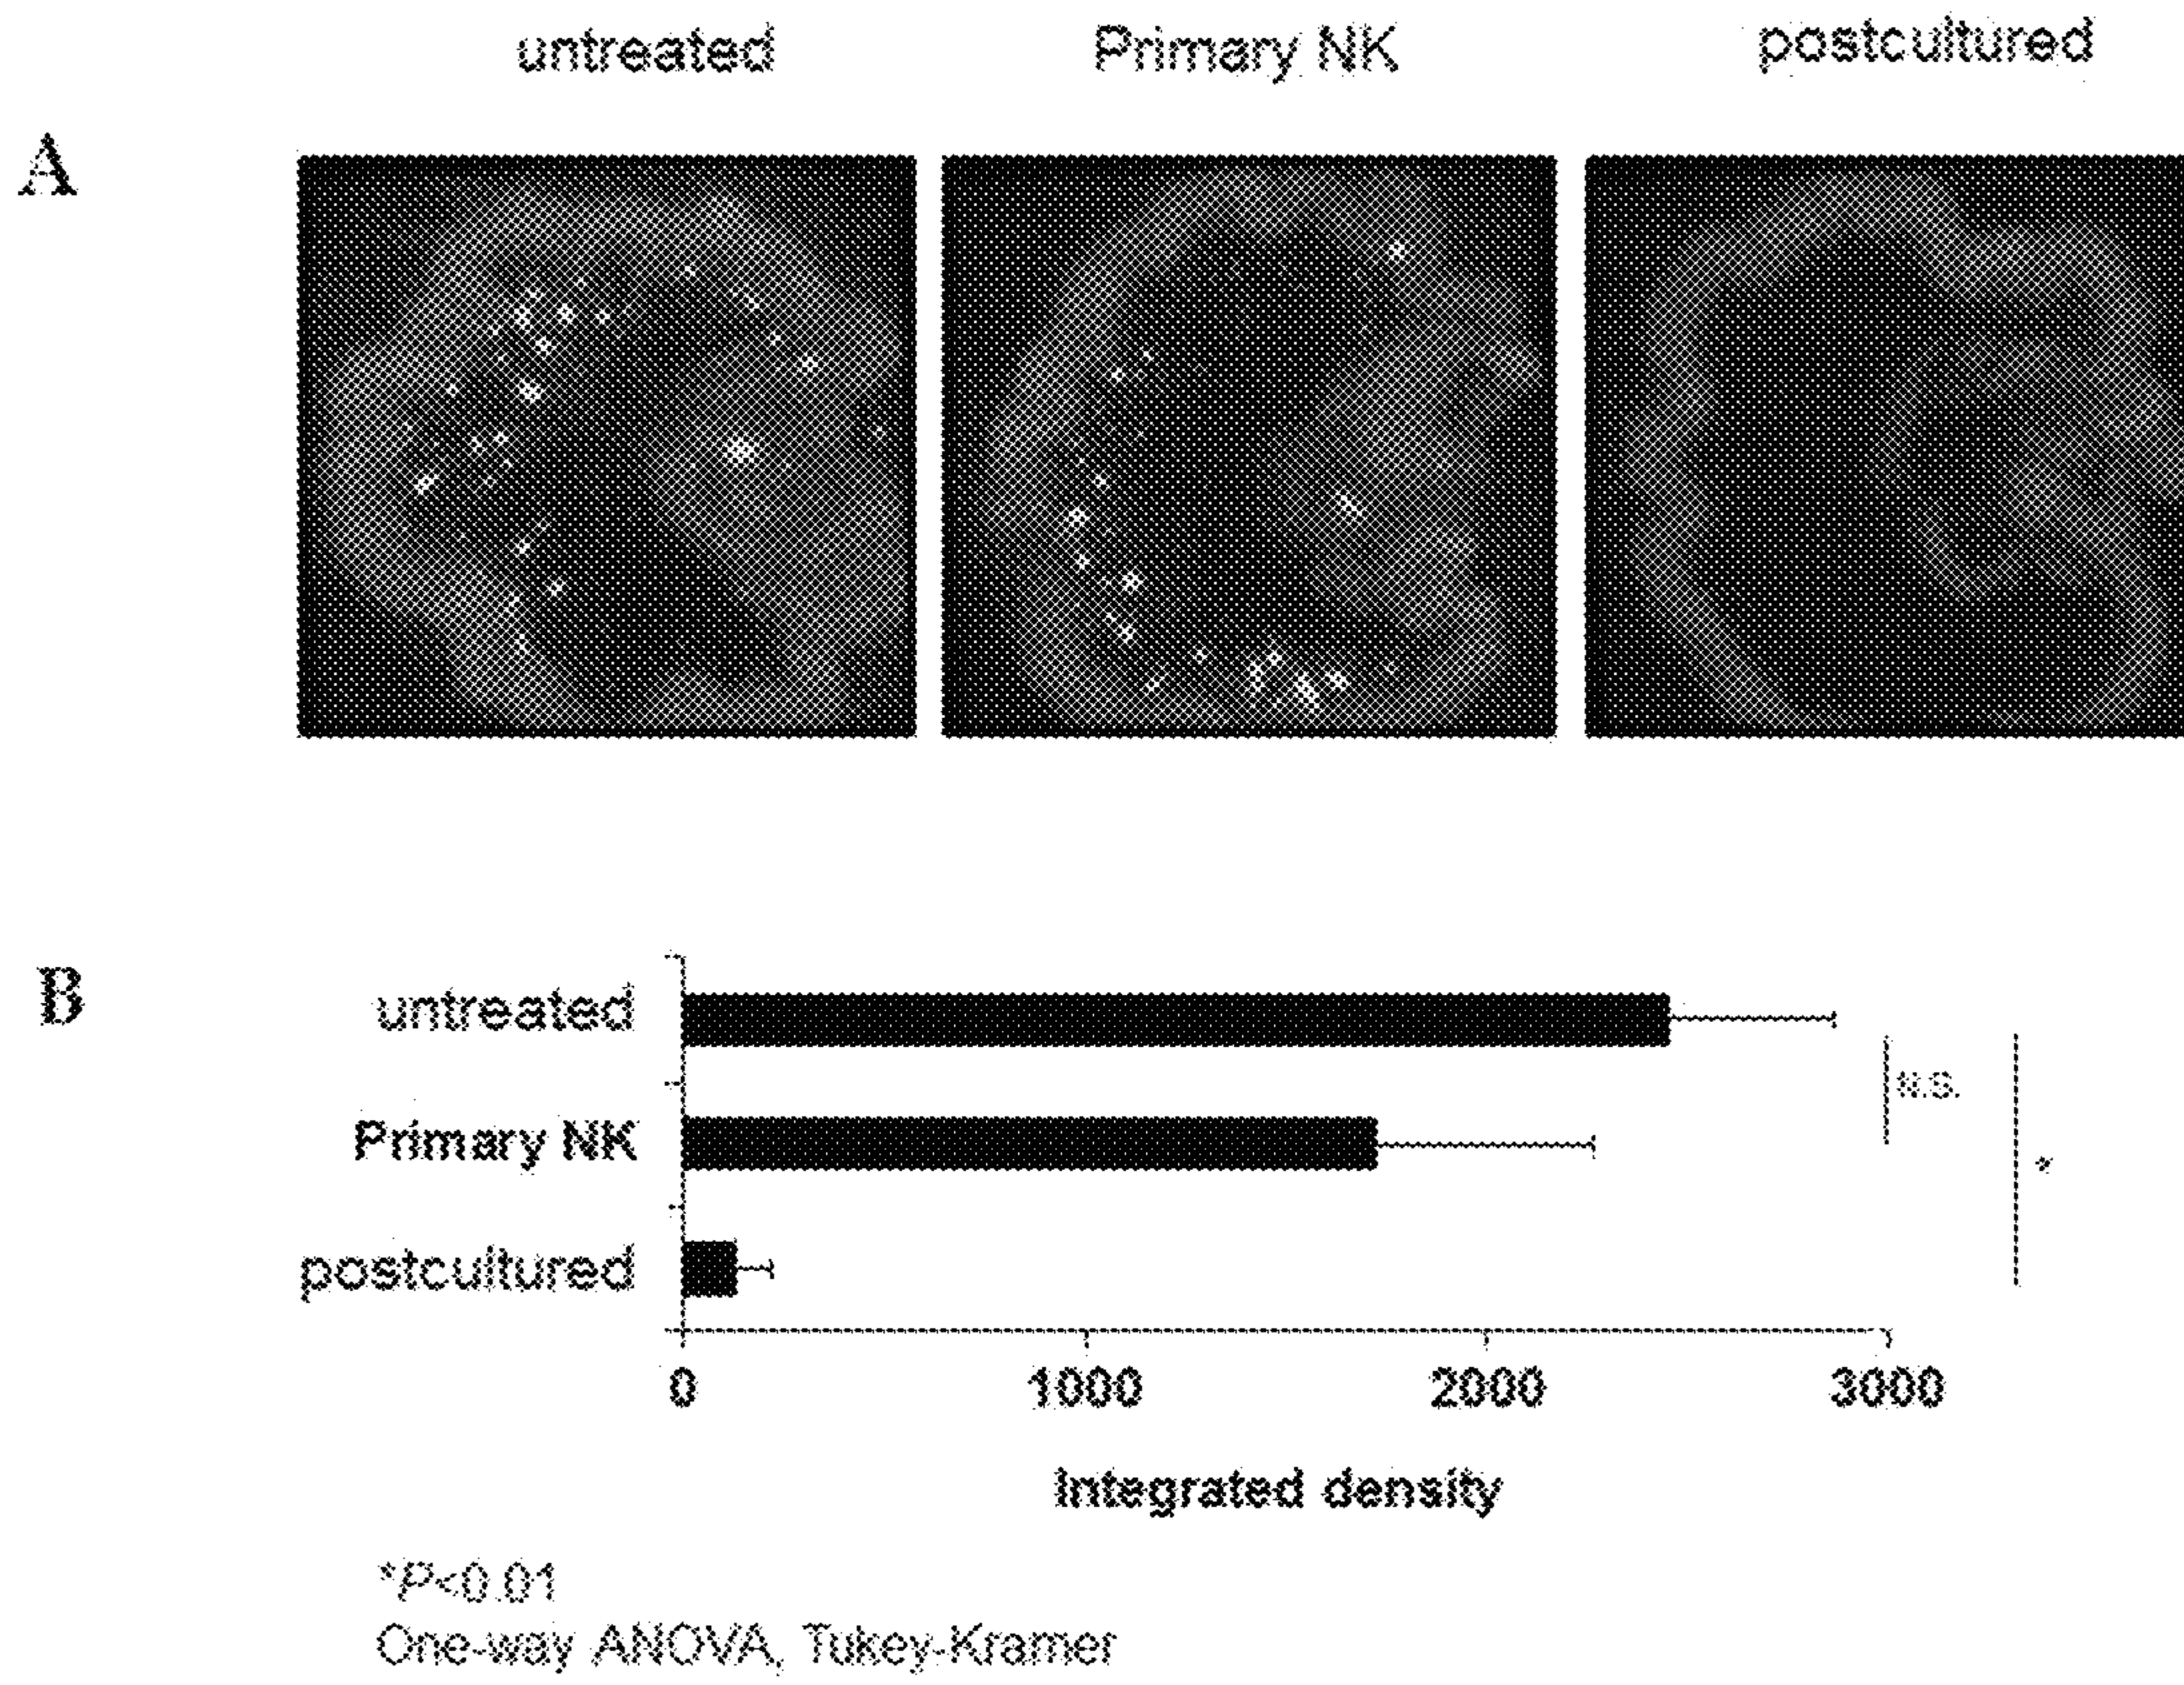 untreated
Primary NK
postcultured
A
B
untreated
n.s.
Primary NK
*
postcultured
0
1000
2000
3000
Integrated density
*P<0.01
One-way ANOVA, Tukey-Kramer